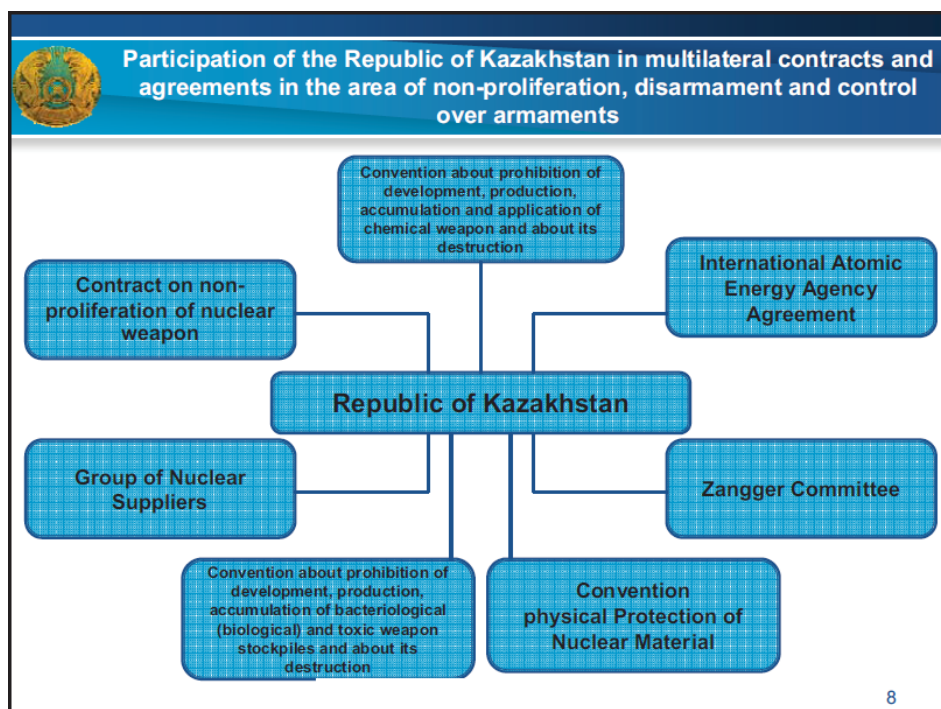 Participation of the Republic of Kazakhstan in multilateral contracts and
agreements in the area of non-proliferation, disarmament and control
over armaments
Convention about prohibition of
development, production,
accumulation and application of
chemical weapon and about its
destruction
Contract on non-
proliferation of nuclear
weapon
International Atomic
Energy Agency
Agreement
Republic of Kazakhstan
Group of Nuclear
Suppliers
Zangger Committee
Convention about prohibition of
development, production,
accumulation of bacteriological
(biological) and toxic weapon
stockpiles and about its
destruction
Convention
physical Protection of
Nuclear Material
8